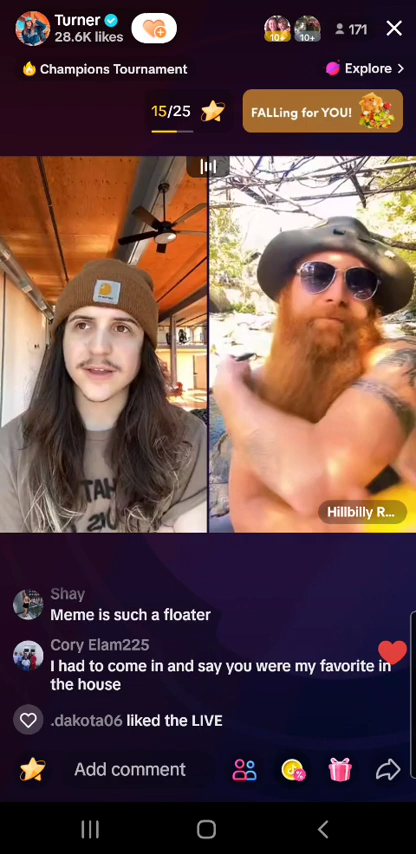 Turner
28.6K likes
10+
10+
171
Champions Tournament
Explore >
15/25
FALLing for YOU!
Hillbilly R...
Shay
Meme is such a floater
Cory Elam225
I had to come in and say you were my favorite in
the house
.dakota06 liked the LIVE
Add comment